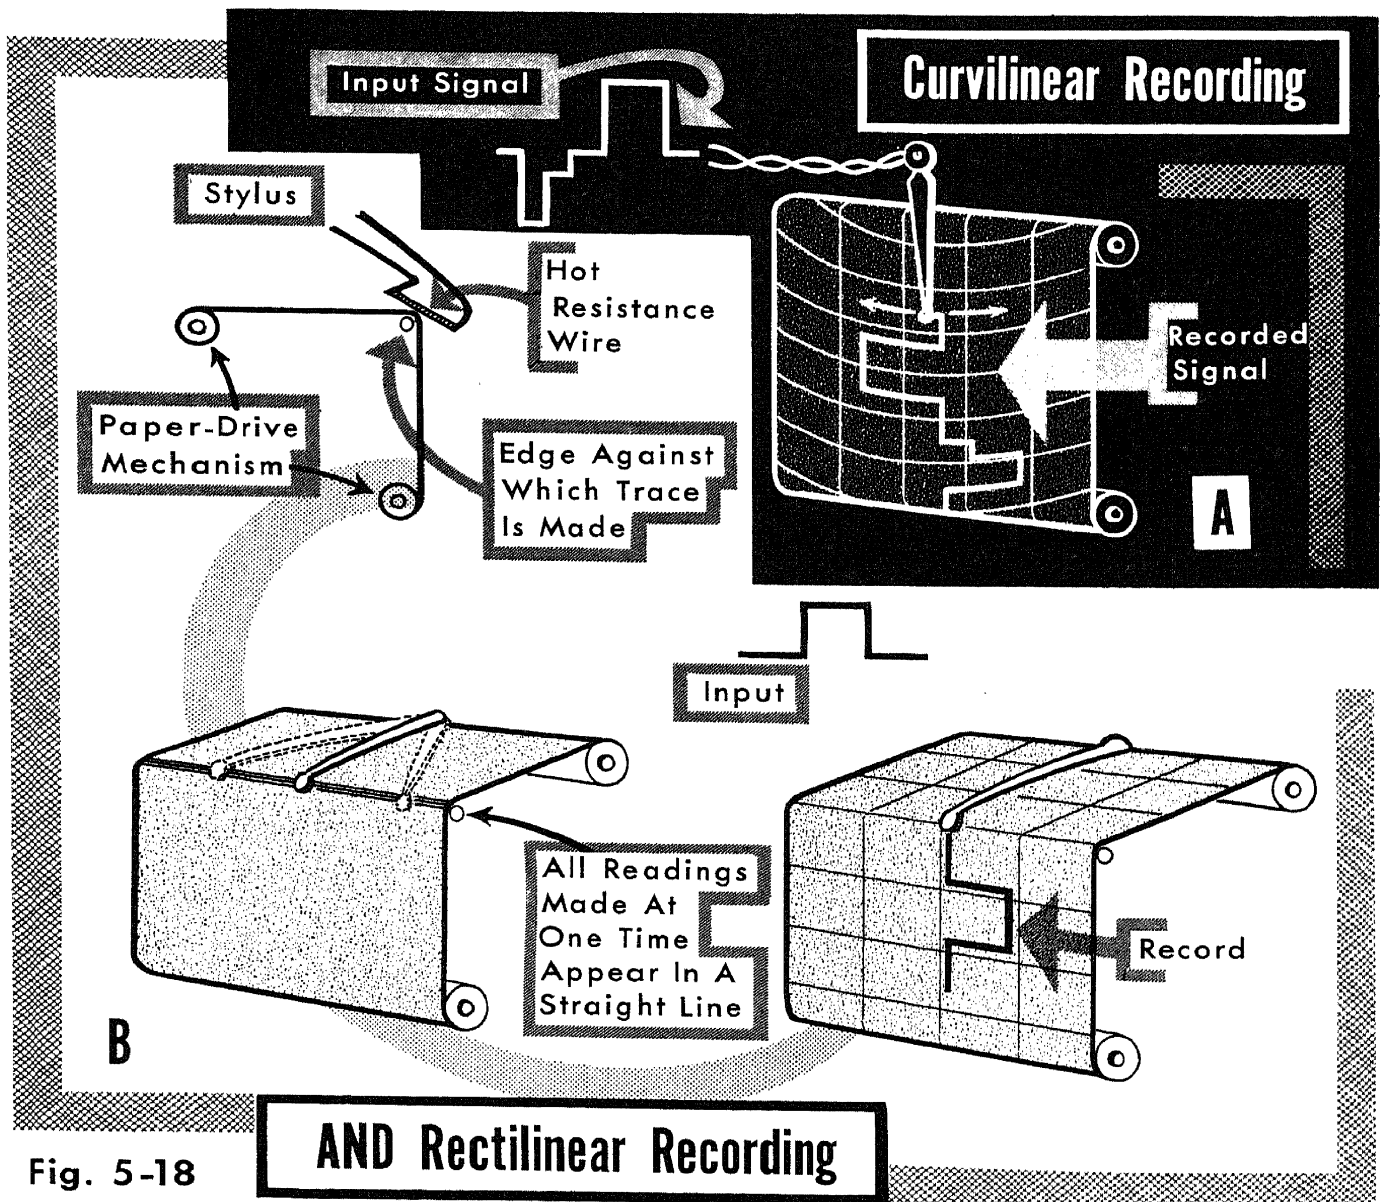 Input Signal
Curvilinear Recording
Stylus
Hot
Resistance
Wire
Recorded
Signal
Paper-Drive
Mechanism
Edge Against
Which Trace
Is Made
A
Input
All Readings
Made At
One Time
Appear In A
Straight Line
Record
B
AND Rectilinear Recording
Fig. 5-18